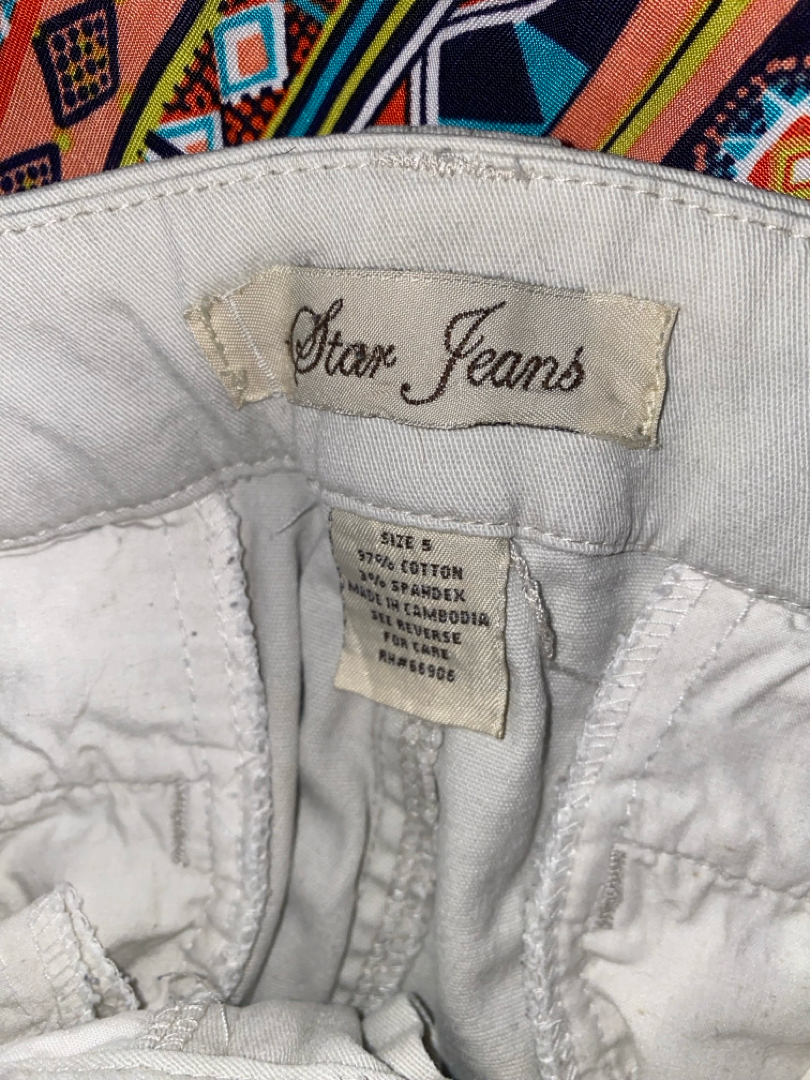 Star Jeans
SIZE 5
97% COTTON
3% SPANDEX
MADE IN CAMBODIA
SEE REVERSE
FOR CARE
RN#66906